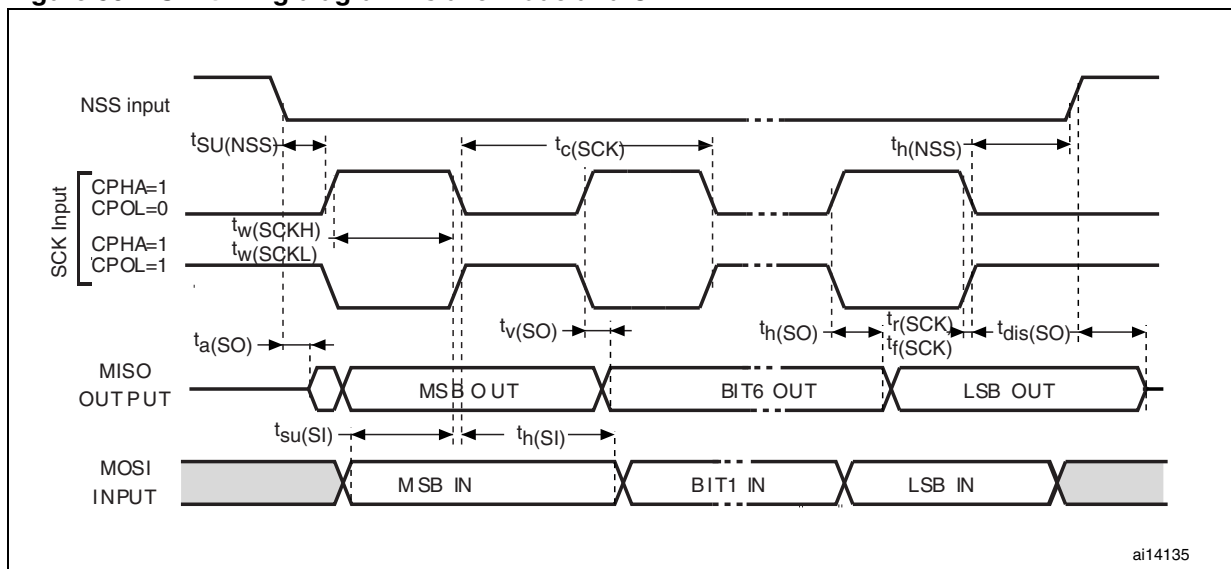 NSS input
tSU(NSS)
tc(SCK)
th(NSS)
SCK Input
CPHA=1
CPOL=0
tw(SCKH)
tw(SCKL)
CPHA=1
CPOL=1
ta(SO)
tv(SO)
th(SO)
tr(SCK)
tf(SCK)
tdis(SO)
MISO
OUTPUT
MSB OUT
BIT6 OUT
LSB OUT
tsu(SI)
th(SI)
MOSI
INPUT
MSB IN
BIT1 IN
LSB IN
ai14135